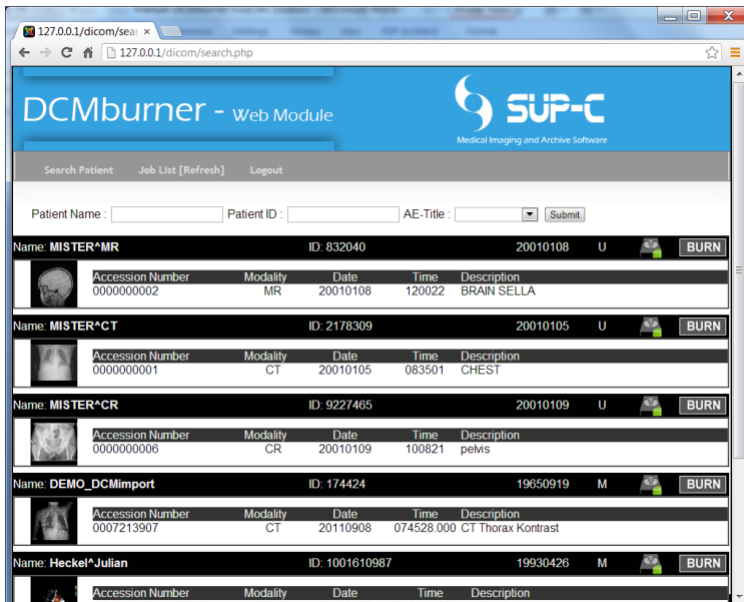 127.0.0.1/dicom/sear
127.0.0.1/dicom/search.php
DCMburner - Web Module
SUP-C
Medical Imaging and Archive Software
Search Patient Job List [Refresh] Logout
Patient Name : Patient ID : AE-Title : Submit
Name: MISTER^MR ID: 832040 20010108 U BURN
Accession Number Modality Date Time Description
0000000002 MR 20010108 120022 BRAIN SELLA
Name: MISTER^CT ID: 2178309 20010105 U BURN
Accession Number Modality Date Time Description
0000000001 CT 20010105 083501 CHEST
Name: MISTER^CR ID: 9227465 20010109 U BURN
Accession Number Modality Date Time Description
0000000006 CR 20010109 100821 pelvis
Name: DEMO_DCMimport ID: 174424 19650919 M BURN
Accession Number Modality Date Time Description
0007213907 CT 20110908 074528.000 CT Thorax Kontrast
Name: Heckel^Julian ID: 1001610987 19930426 M BURN
Accession Number Modality Date Time Description